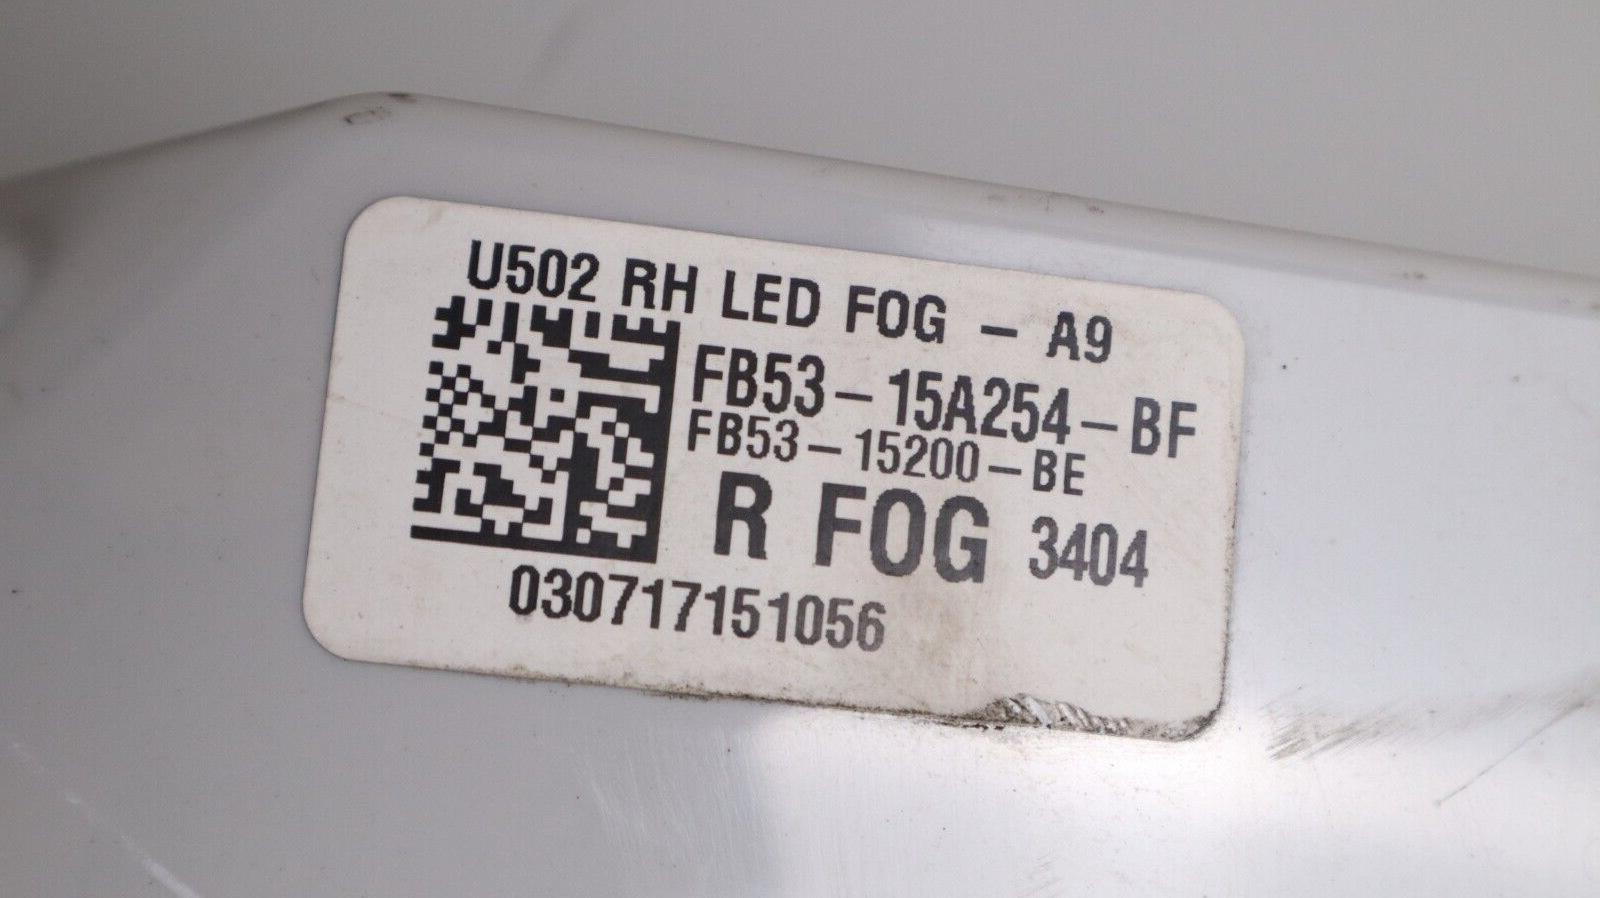 U502 RH LED FOG - A9
FB53-15A254-BF
FB53-15200-BE
R FOG 3404
030717151056